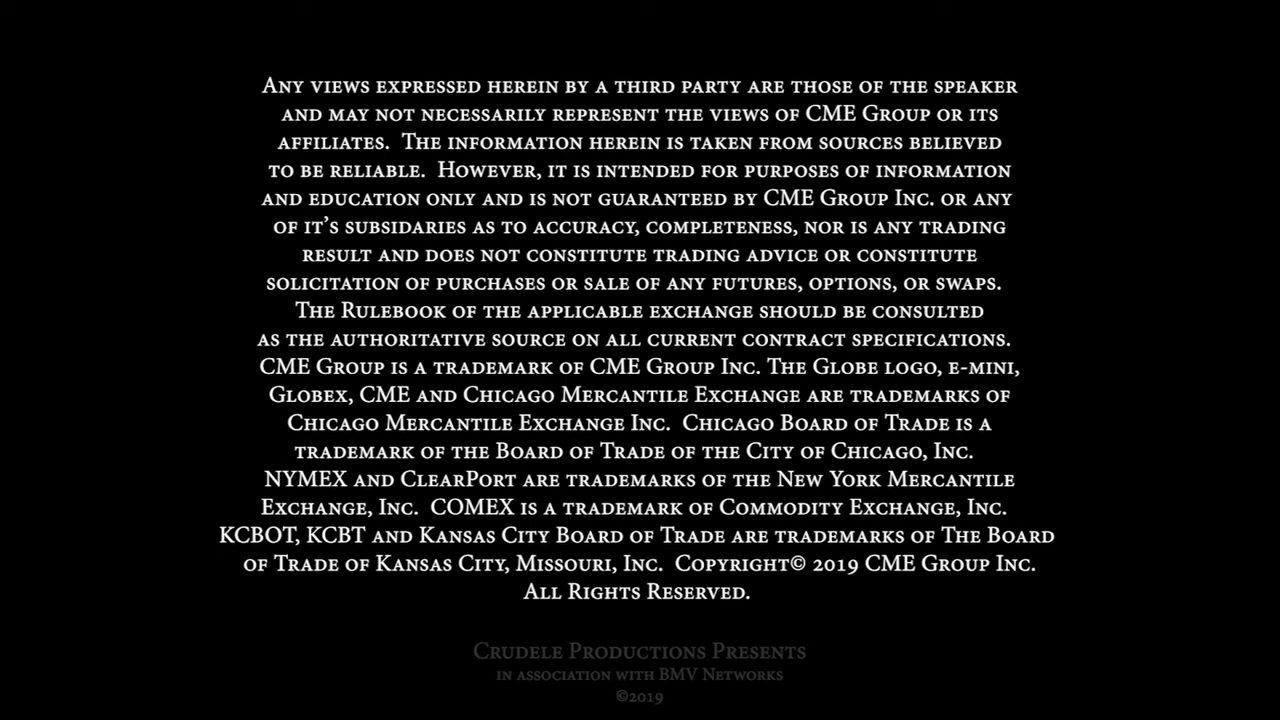 Any views expressed herein by a third party are those of the speaker
and may not necessarily represent the views of CME Group or its
affiliates.  The information herein is taken from sources believed
to be reliable.  However, it is intended for purposes of information
and education only and is not guaranteed by CME Group Inc. or any
of it's subsidaries as to accuracy, completeness, nor is any trading
result and does not constitute trading advice or constitute
solicitation of purchases or sale of any futures, options, or swaps.
The Rulebook of the applicable exchange should be consulted
as the authoritative source on all current contract specifications.
CME Group is a trademark of CME Group Inc. The Globe logo, e-mini,
Globex, CME and Chicago Mercantile Exchange are trademarks of
Chicago Mercantile Exchange Inc.  Chicago Board of Trade is a
trademark of the Board of Trade of the City of Chicago, Inc.
NYMEX and ClearPort are trademarks of the New York Mercantile
Exchange, Inc.  COMEX is a trademark of Commodity Exchange, Inc.
KCBOT, KCBT and Kansas City Board of Trade are trademarks of The Board
of Trade of Kansas City, Missouri, Inc.  Copyright© 2019 CME Group Inc.
All Rights Reserved.
Crudele Productions Presents
in association with BMV Networks
©2019